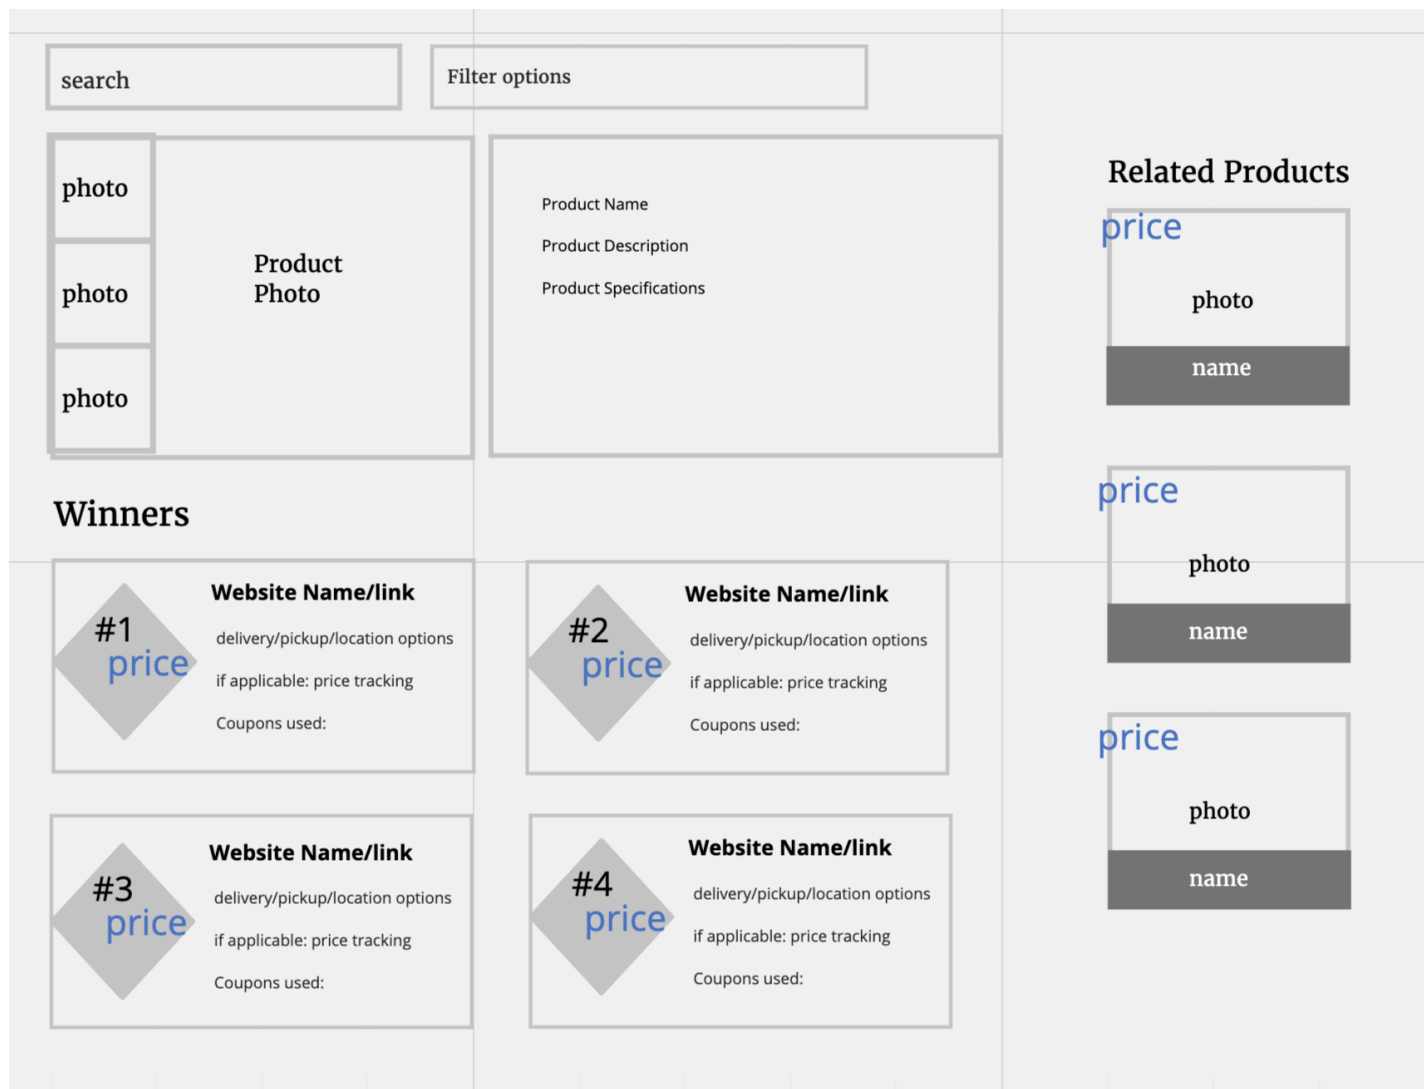 search
Filter options
photo
photo
photo
Product
Photo
Product Name
Product Description
Product Specifications
Related Products
price
photo
name
price
photo
name
price
photo
name
Winners
#1
price
Website Name/link
delivery/pickup/location options
if applicable: price tracking
Coupons used:
#2
price
Website Name/link
delivery/pickup/location options
if applicable: price tracking
Coupons used:
#3
price
Website Name/link
delivery/pickup/location options
if applicable: price tracking
Coupons used:
#4
price
Website Name/link
delivery/pickup/location options
if applicable: price tracking
Coupons used: